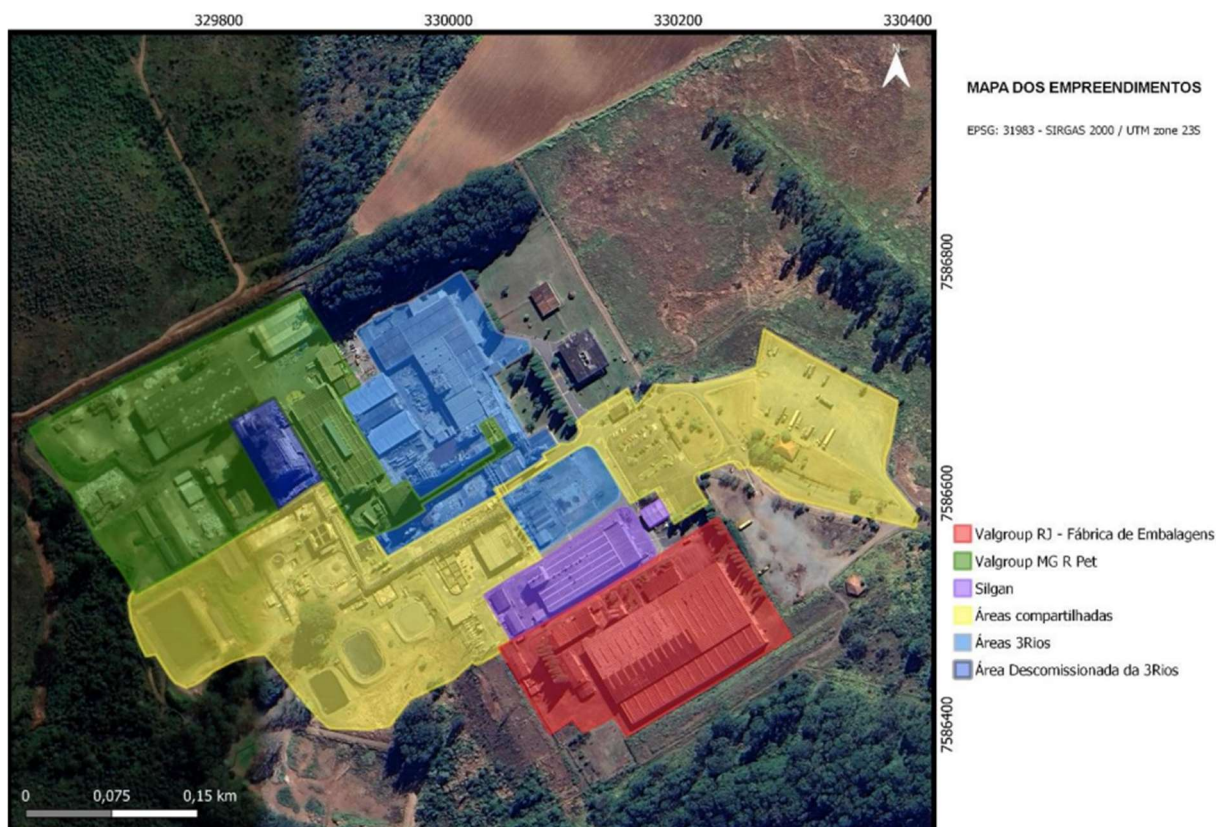 329800 330000 330200 330400
N
MAPA DOS EMPREENDIMENTOS
EPSG: 31983 - SIRGAS 2000 / UTM zone 23S
7586800
7586600
7586400
Valgroup RJ - Fábrica de Embalagens
Valgroup MG R Pet
Silgan
Áreas compartilhadas
Áreas 3Rios
Área Descomissionada da 3Rios
0 0,075 0,15 km